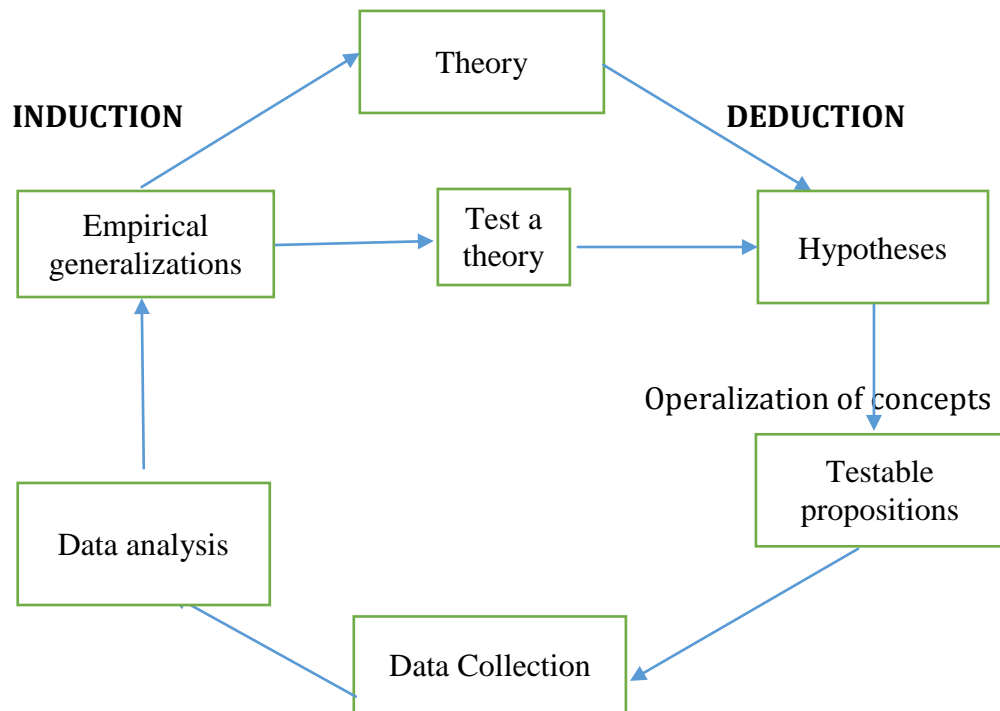 Theory
INDUCTION
DEDUCTION
Empirical
generalizations
Test a
theory
Hypotheses
Operalization of concepts
Testable
propositions
Data analysis
Data Collection